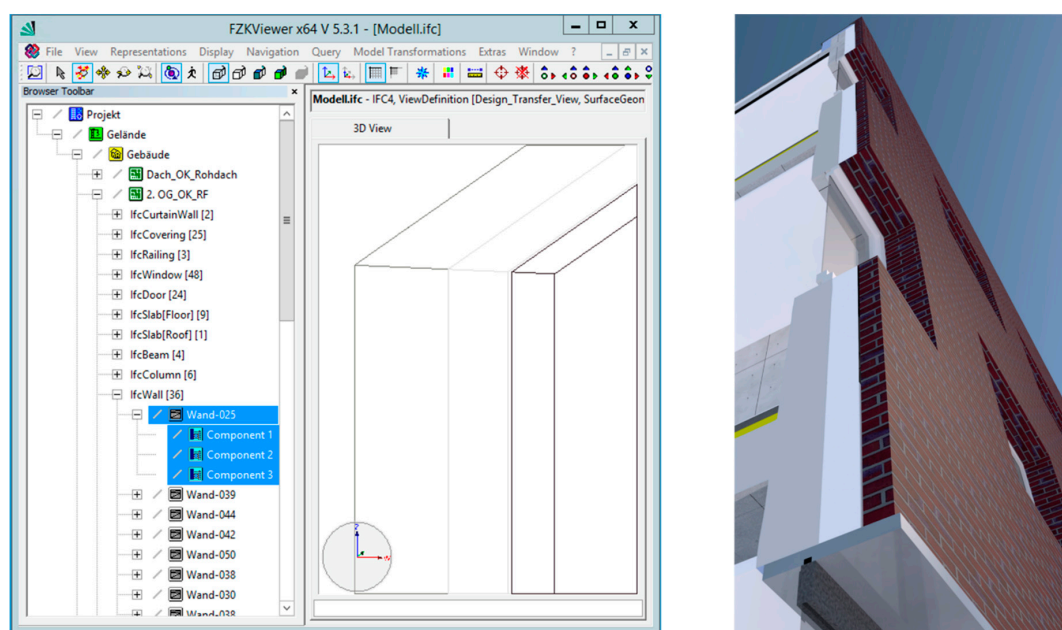 FZKViewer x64 V 5.3.1 - [Modell.ifc]
File View Representations Display Navigation Query Model Transformations Extras Window ?
Browser Toolbar
Projekt
Gelände
Gebäude
Dach_OK_Rohdach
2. OG_OK_RF
IfcCurtainWall [2]
IfcCovering [25]
IfcRailing [3]
IfcWindow [48]
IfcDoor [24]
IfcSlab[Floor] [9]
IfcSlab[Roof] [1]
IfcBeam [4]
IfcColumn [6]
IfcWall [36]
Wand-025
Component 1
Component 2
Component 3
Wand-039
Wand-044
Wand-042
Wand-050
Wand-038
Wand-030
Wand-038
Modell.ifc - IFC4, ViewDefinition [Design_Transfer_View, SurfaceGeon
3D View